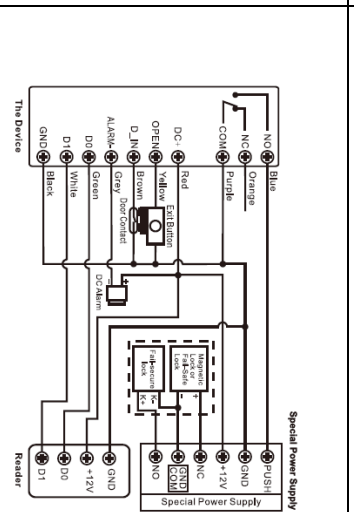 The Device
GND
D1
D0
ALARM-
D_IN
OPEN
DC+
COM
NC
NO
Black
White
Green
Grey
Brown
Yellow
Red
Purple
Orange
Blue
Exit Button
Door Contact
DC Alarm
+
-
Magnetic
Lock or
Fail-Safe
Lock
+
-
Fail-secure
lock
K-
K+
Special Power Supply
PUSH
GND
+12V
NC
GND
COM
NO
Special Power Supply
GND
+12V
D0
D1
Reader